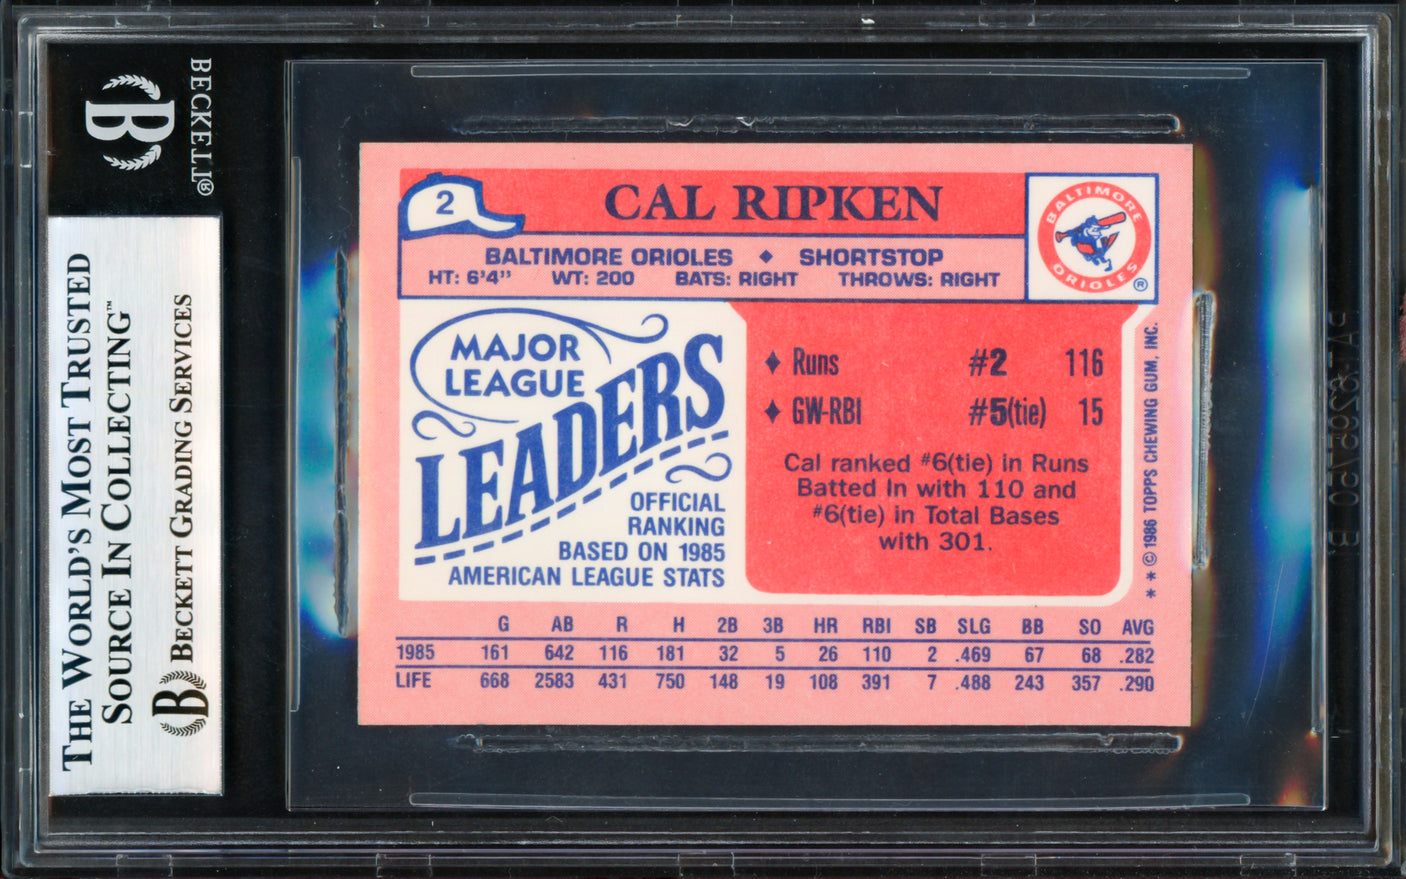 BECKETT®
THE WORLD'S MOST TRUSTED
SOURCE IN COLLECTING™
BECKETT GRADING SERVICES
B
B
2
CAL RIPKEN
BALTIMORE ORIOLES ♦ SHORTSTOP
HT: 6'4" WT: 200 BATS: RIGHT THROWS: RIGHT
BALTIMORE
ORIOLES
®
MAJOR
LEAGUE
LEADERS
OFFICIAL
RANKING
BASED ON 1985
AMERICAN LEAGUE STATS
♦ Runs #2 116
♦ GW-RBI #5(tie) 15
Cal ranked #6(tie) in Runs
Batted In with 110 and
#6(tie) in Total Bases
with 301.
* * © 1986 TOPPS CHEWING GUM, INC.
G AB R H 2B 3B HR RBI SB SLG BB SO AVG
1985 161 642 116 181 32 5 26 110 2 .469 67 68 .282
LIFE 668 2583 431 750 148 19 108 391 7 .488 243 357 .290